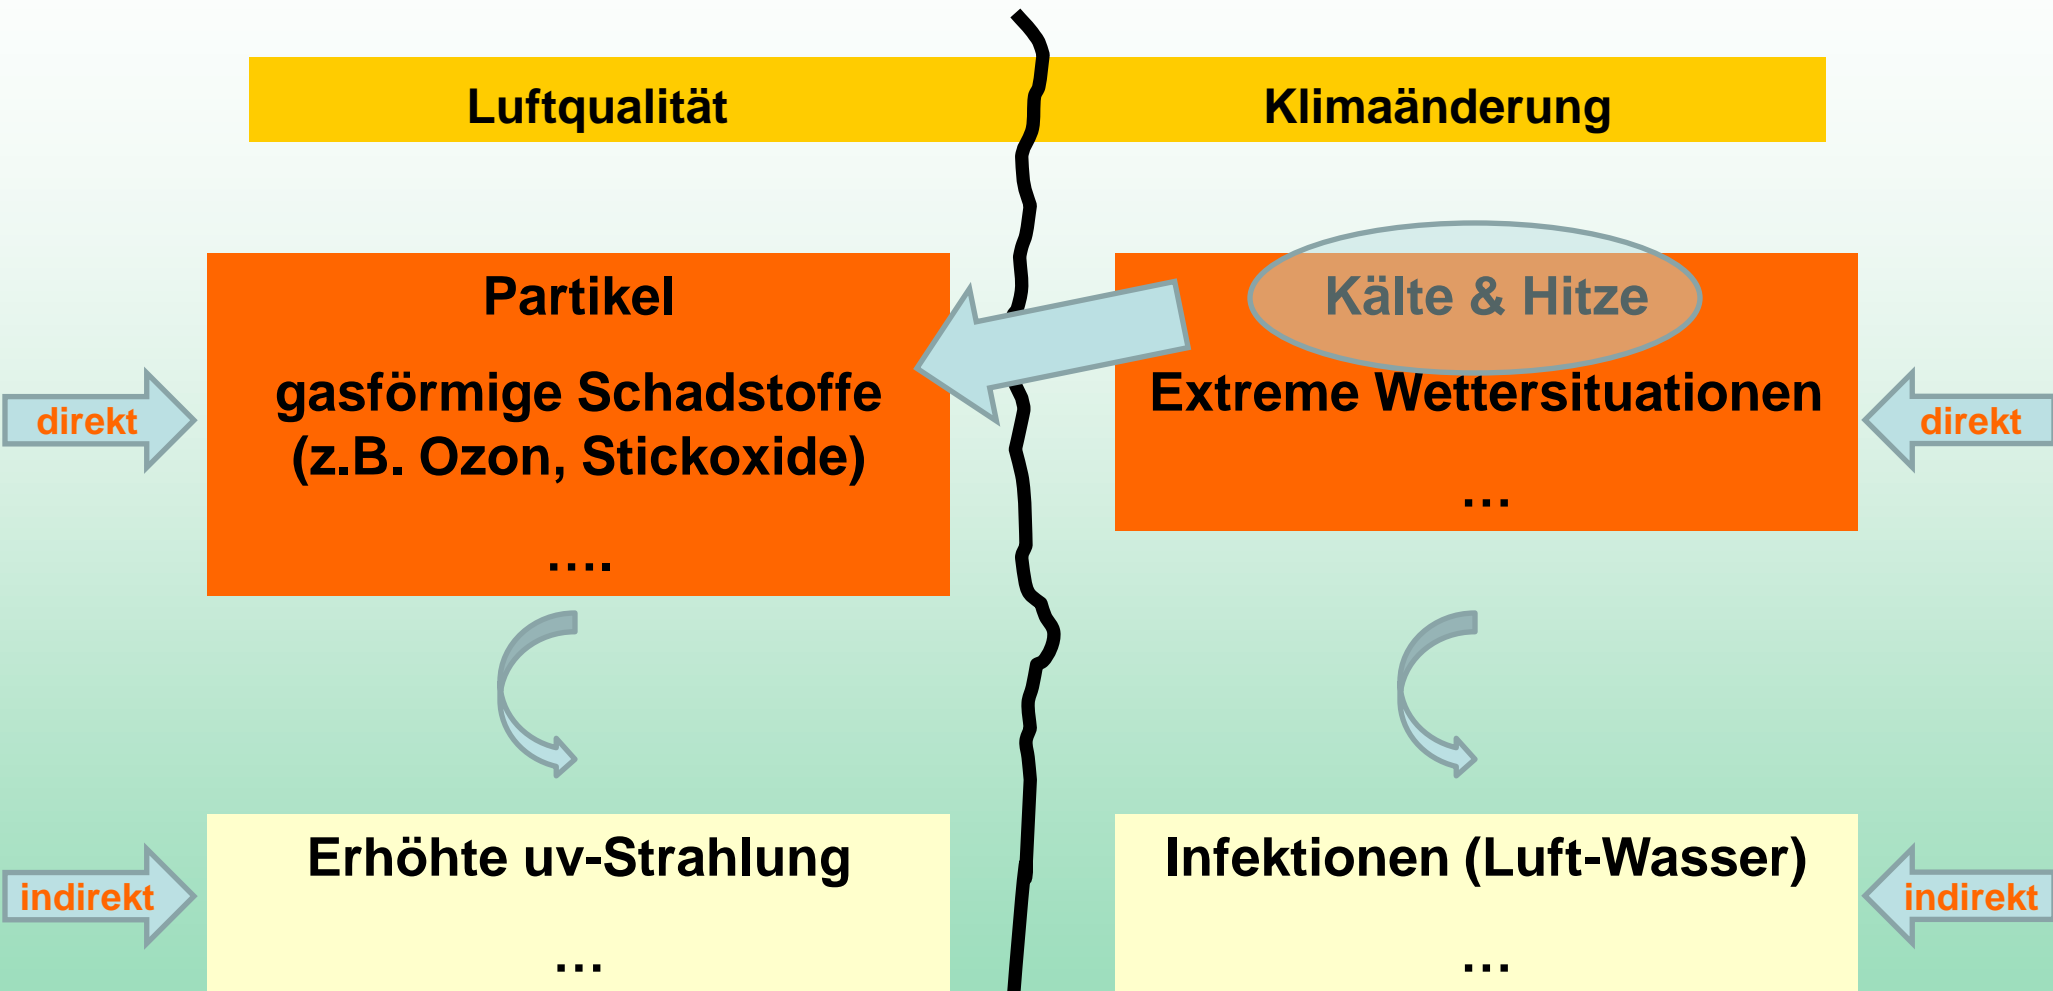 Luftqualität
Klimaänderung
Partikel
gasförmige Schadstoffe
(z.B. Ozon, Stickoxide)
….
Kälte & Hitze
Extreme Wettersituationen
…
direkt
direkt
Erhöhte uv-Strahlung
…
Infektionen (Luft-Wasser)
…
indirekt
indirekt